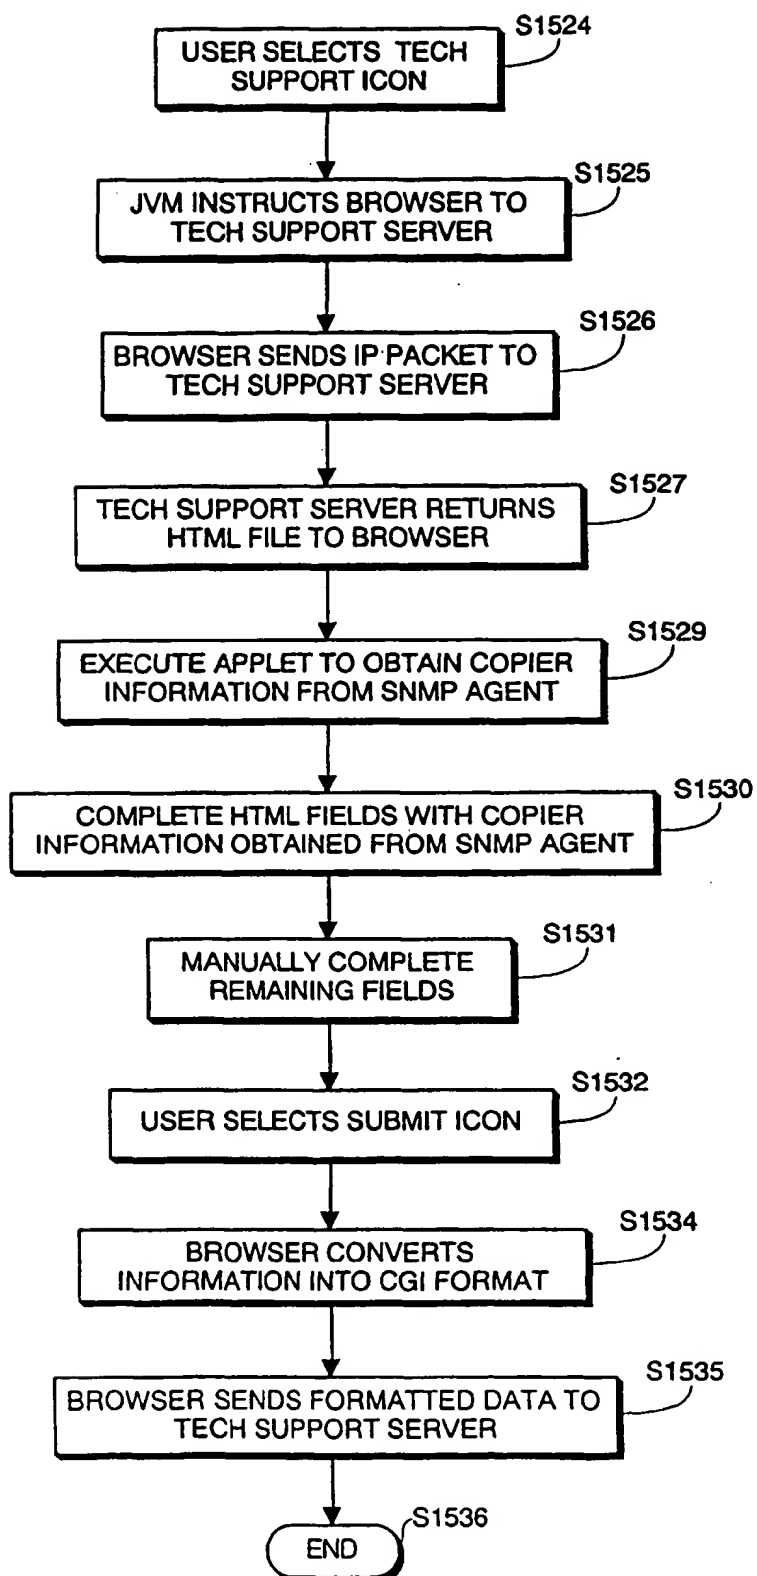 S1524
USER SELECTS TECH
SUPPORT ICON
S1525
JVM INSTRUCTS BROWSER TO
TECH SUPPORT SERVER
S1526
BROWSER SENDS IP PACKET TO
TECH SUPPORT SERVER
S1527
TECH SUPPORT SERVER RETURNS
HTML FILE TO BROWSER
S1529
EXECUTE APPLET TO OBTAIN COPIER
INFORMATION FROM SNMP AGENT
S1530
COMPLETE HTML FIELDS WITH COPIER
INFORMATION OBTAINED FROM SNMP AGENT
S1531
MANUALLY COMPLETE
REMAINING FIELDS
S1532
USER SELECTS SUBMIT ICON
S1534
BROWSER CONVERTS
INFORMATION INTO CGI FORMAT
S1535
BROWSER SENDS FORMATTED DATA TO
TECH SUPPORT SERVER
S1536
END